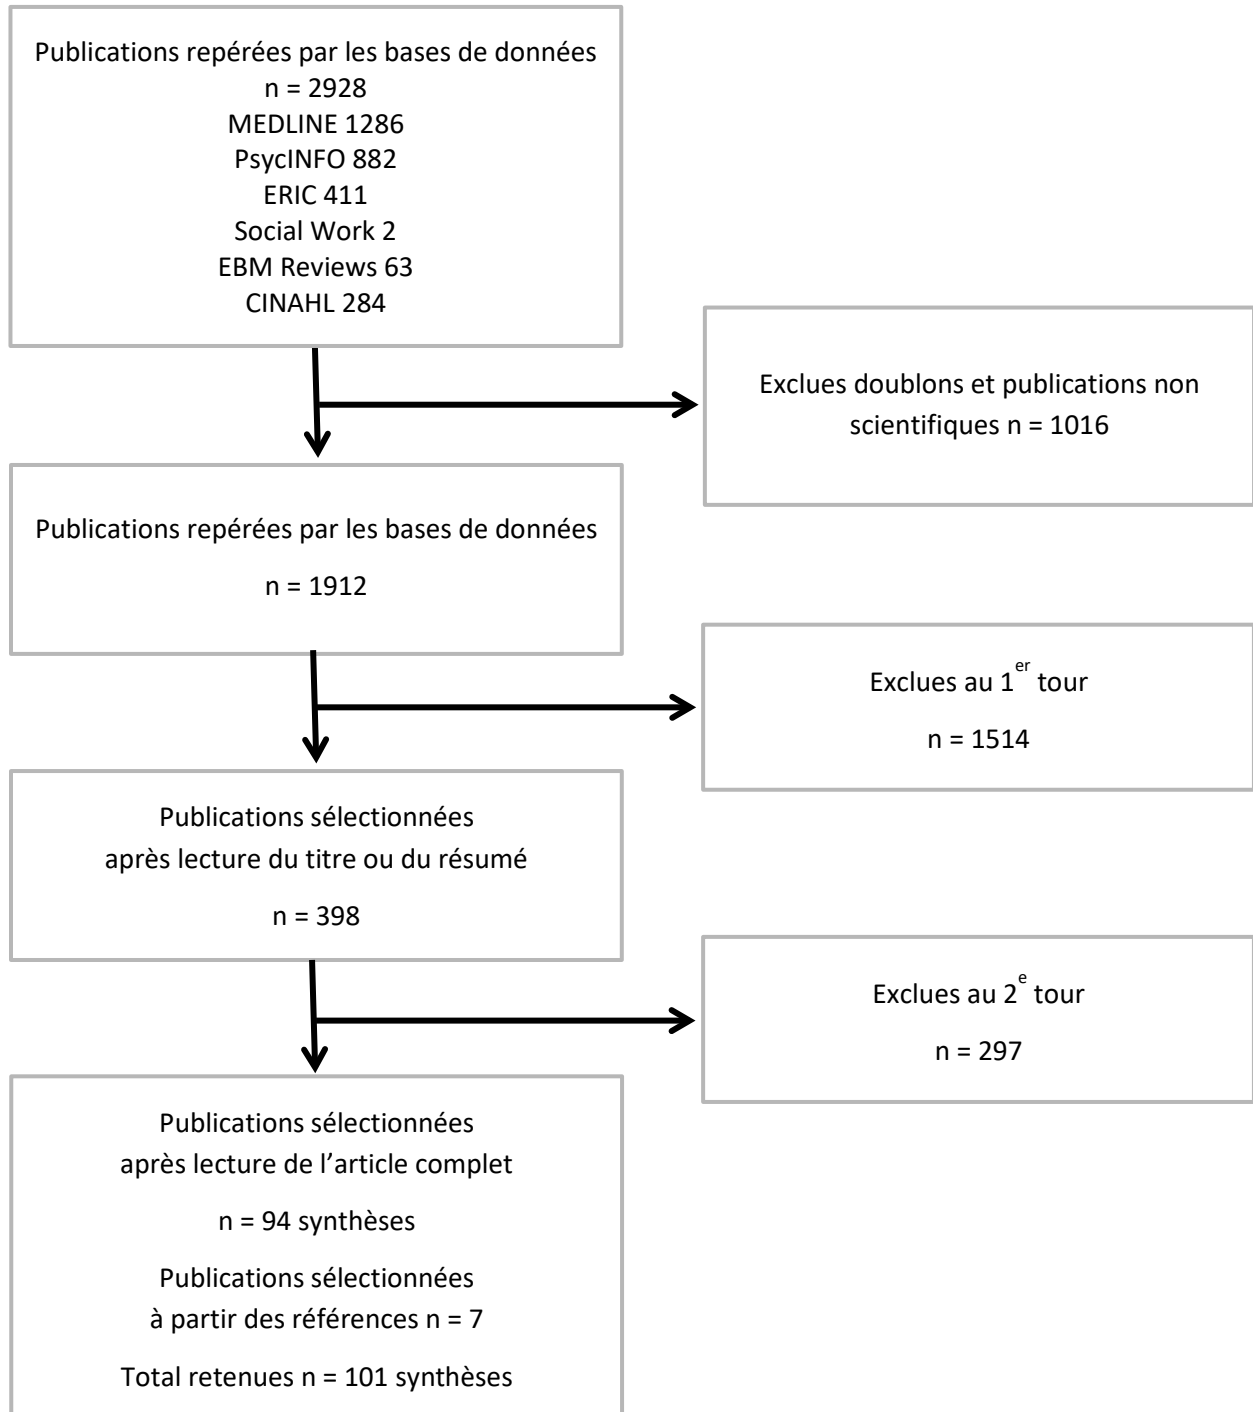 Publications repérées par les bases de données
n = 2928
MEDLINE 1286
PsycINFO 882
ERIC 411
Social Work 2
EBM Reviews 63
CINAHL 284
Exclues doublons et publications non
scientifiques n = 1016
Publications repérées par les bases de données
n = 1912
Exclues au 1er tour
n = 1514
Publications sélectionnées
après lecture du titre ou du résumé
n = 398
Exclues au 2e tour
n = 297
Publications sélectionnées
après lecture de l’article complet
n = 94 synthèses
Publications sélectionnées
à partir des références n = 7
Total retenues n = 101 synthèses